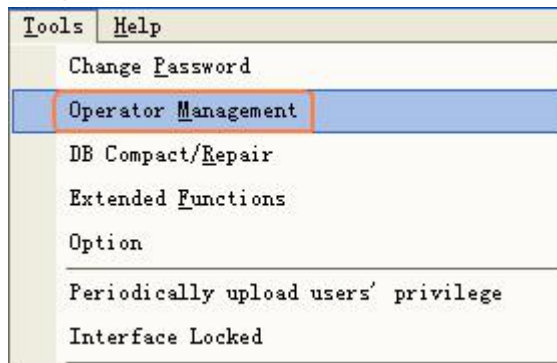 Tools Help
Change Password
Operator Management
DB Compact/Repair
Extended Functions
Option
Periodically upload users' privilege
Interface Locked